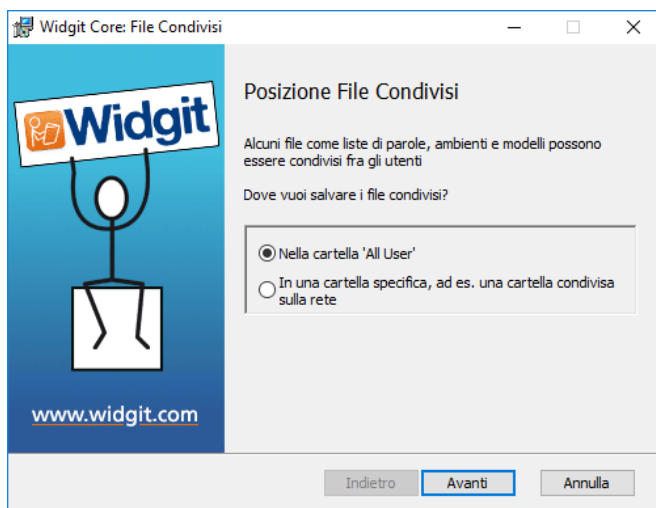 Widgit Core: File Condivisi
Widgit
Posizione File Condivisi
Alcuni file come liste di parole, ambienti e modelli possono
essere condivisi fra gli utenti
Dove vuoi salvare i file condivisi?
Nella cartella 'All User'
In una cartella specifica, ad es. una cartella condivisa
sulla rete
www.widgit.com
Indietro
Avanti
Annulla